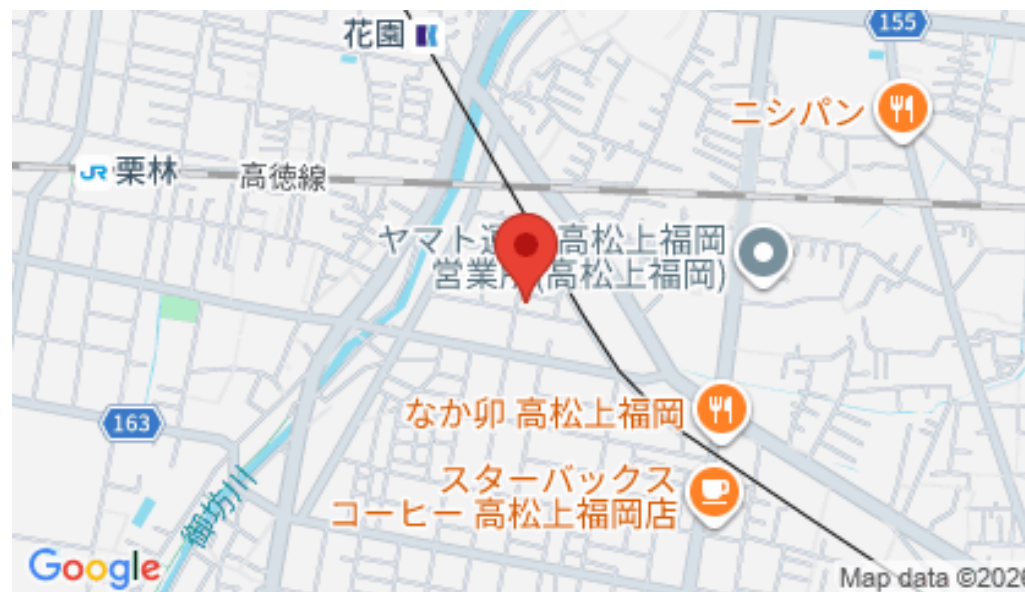 花園
155
ニシパン
JR 栗林
高徳線
ヤマト運 高松上福岡
営業所(高松上福岡)
なか卯 高松上福岡
163
スターバックス
コーヒー 高松上福岡店
御坊川
Google
Map data ©2026